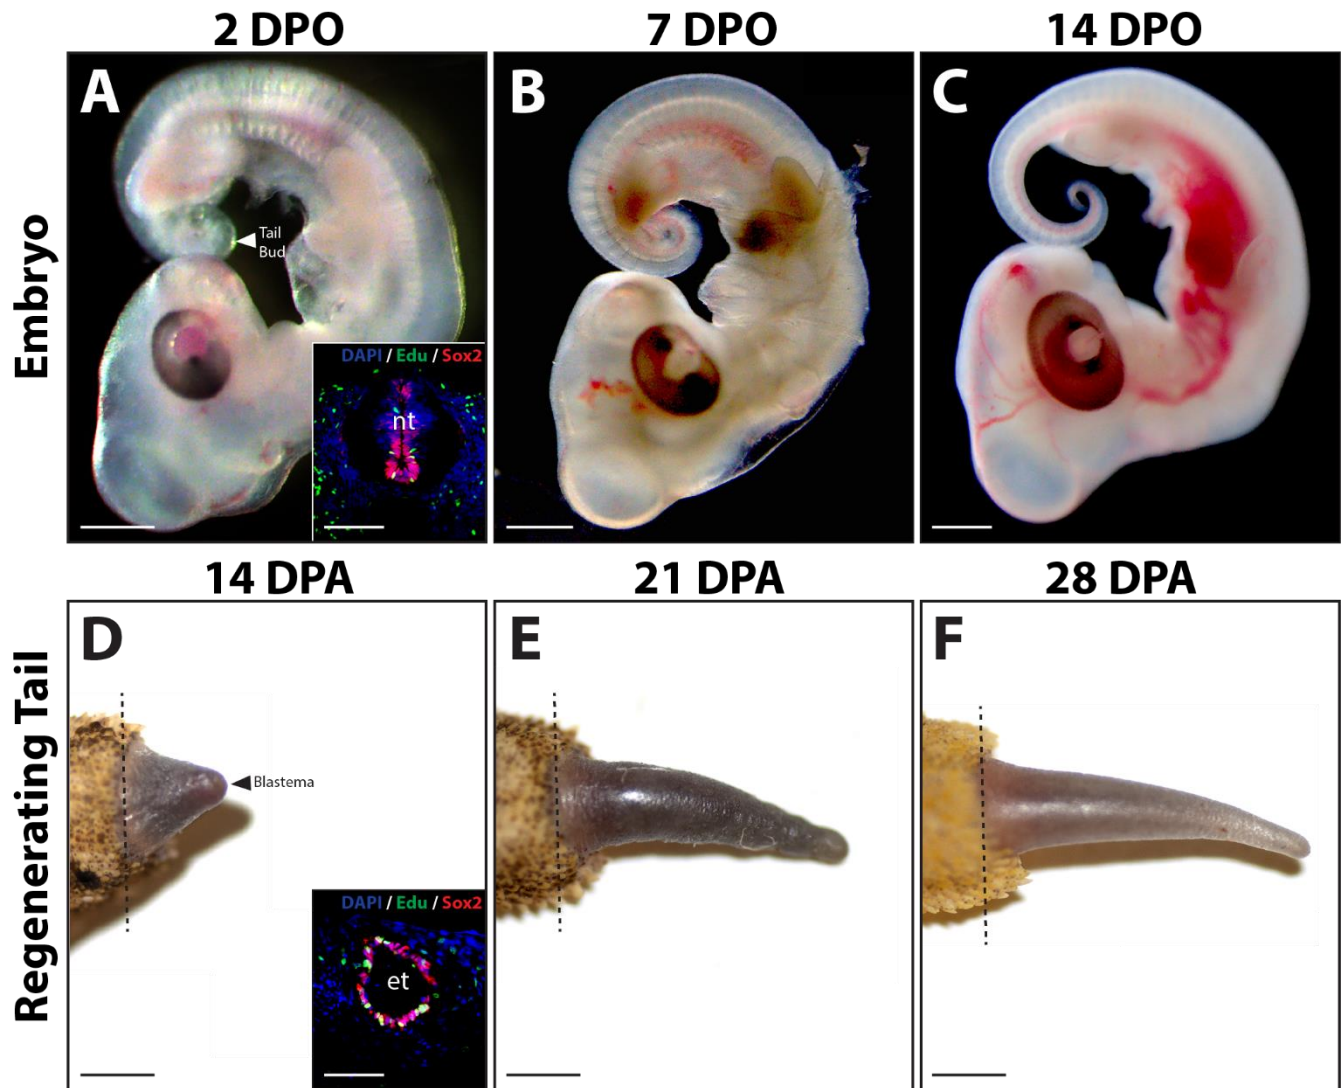 2 DPO
7 DPO
14 DPO
Embryo
A
Tail
Bud
DAPI / Edu / Sox2
nt
B
C
14 DPA
21 DPA
28 DPA
Regenerating Tail
D
Blastema
DAPI / Edu / Sox2
et
E
F